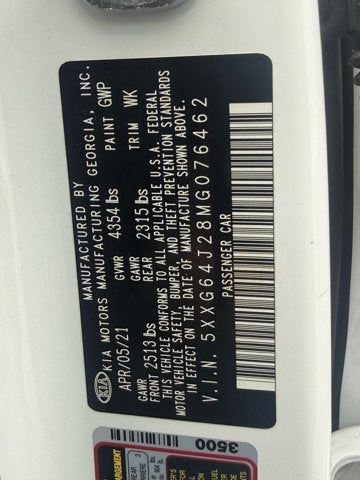 MANUFACTURED BY
KIA KIA MOTORS MANUFACTURING GEORGIA, INC.
APR/05/21 GVWR 4354 lbs PAINT GWP
GAWR FRONT 2513 lbs GAWR REAR 2315 lbs TRIM WK
THIS VEHICLE CONFORMS TO ALL APPLICABLE U.S.A. FEDERAL
MOTOR VEHICLE SAFETY, BUMPER, AND THEFT PREVENTION STANDARDS
IN EFFECT ON THE DATE OF MANUFACTURE SHOWN ABOVE.
V.I.N. 5XXG64J28MG076462
PASSENGER CAR
3500
REAR 3